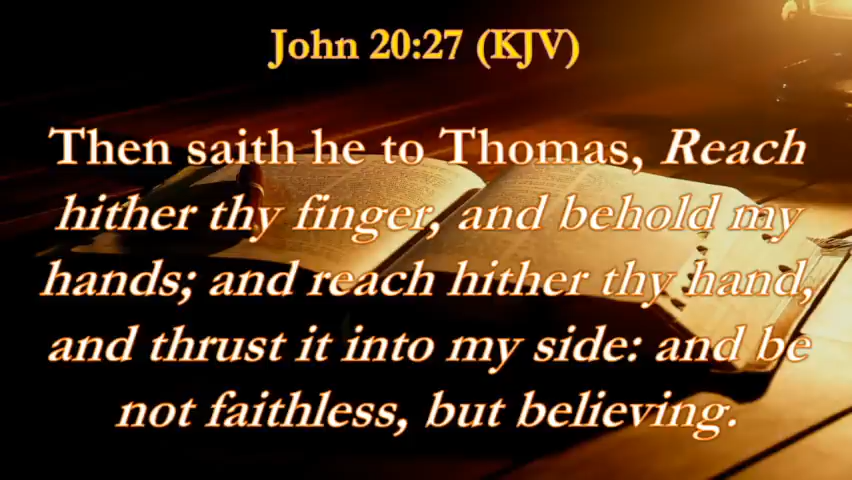 John 20:27 (KJV)
Then saith he to Thomas, Reach
hither thy finger, and behold my
hands; and reach hither thy hand,
and thrust it into my side: and be
not faithless, but believing.